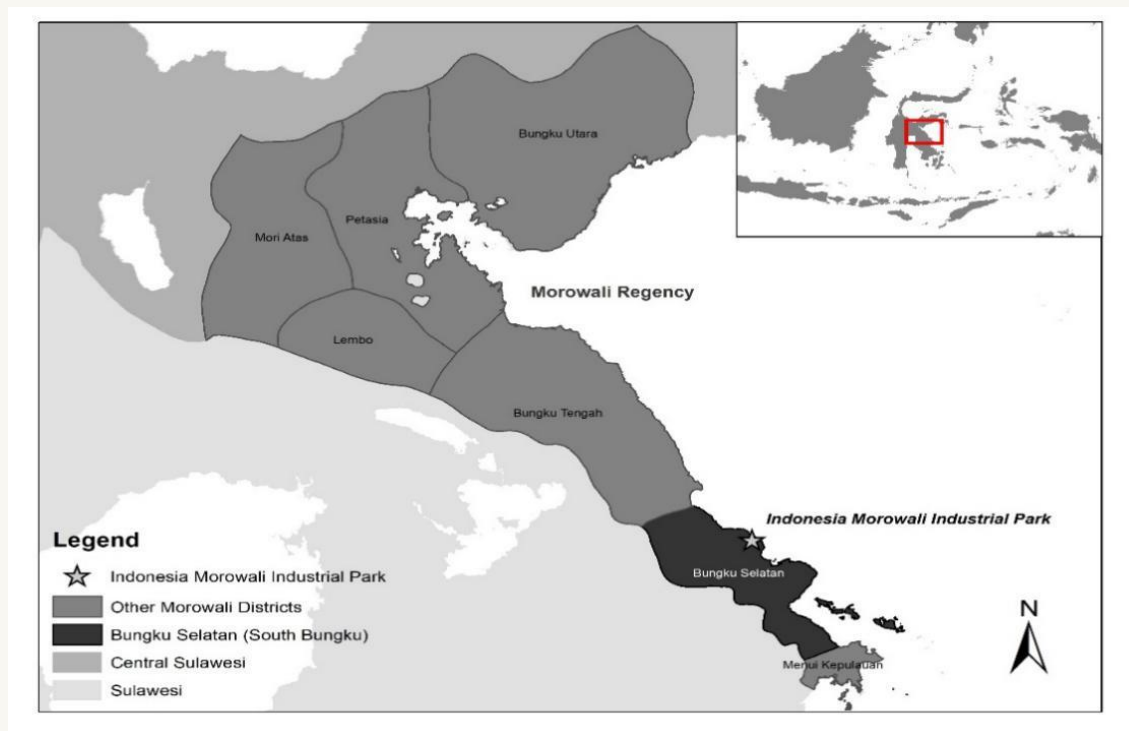 Bungku Utara
Petasia
Mori Atas
Morowali Regency
Lembo
Bungku Tengah
Indonesia Morowali Industrial Park
Bungku Selatan
Menui Kepulauan
N
Legend
Indonesia Morowali Industrial Park
Other Morowali Districts
Bungku Selatan (South Bungku)
Central Sulawesi
Sulawesi